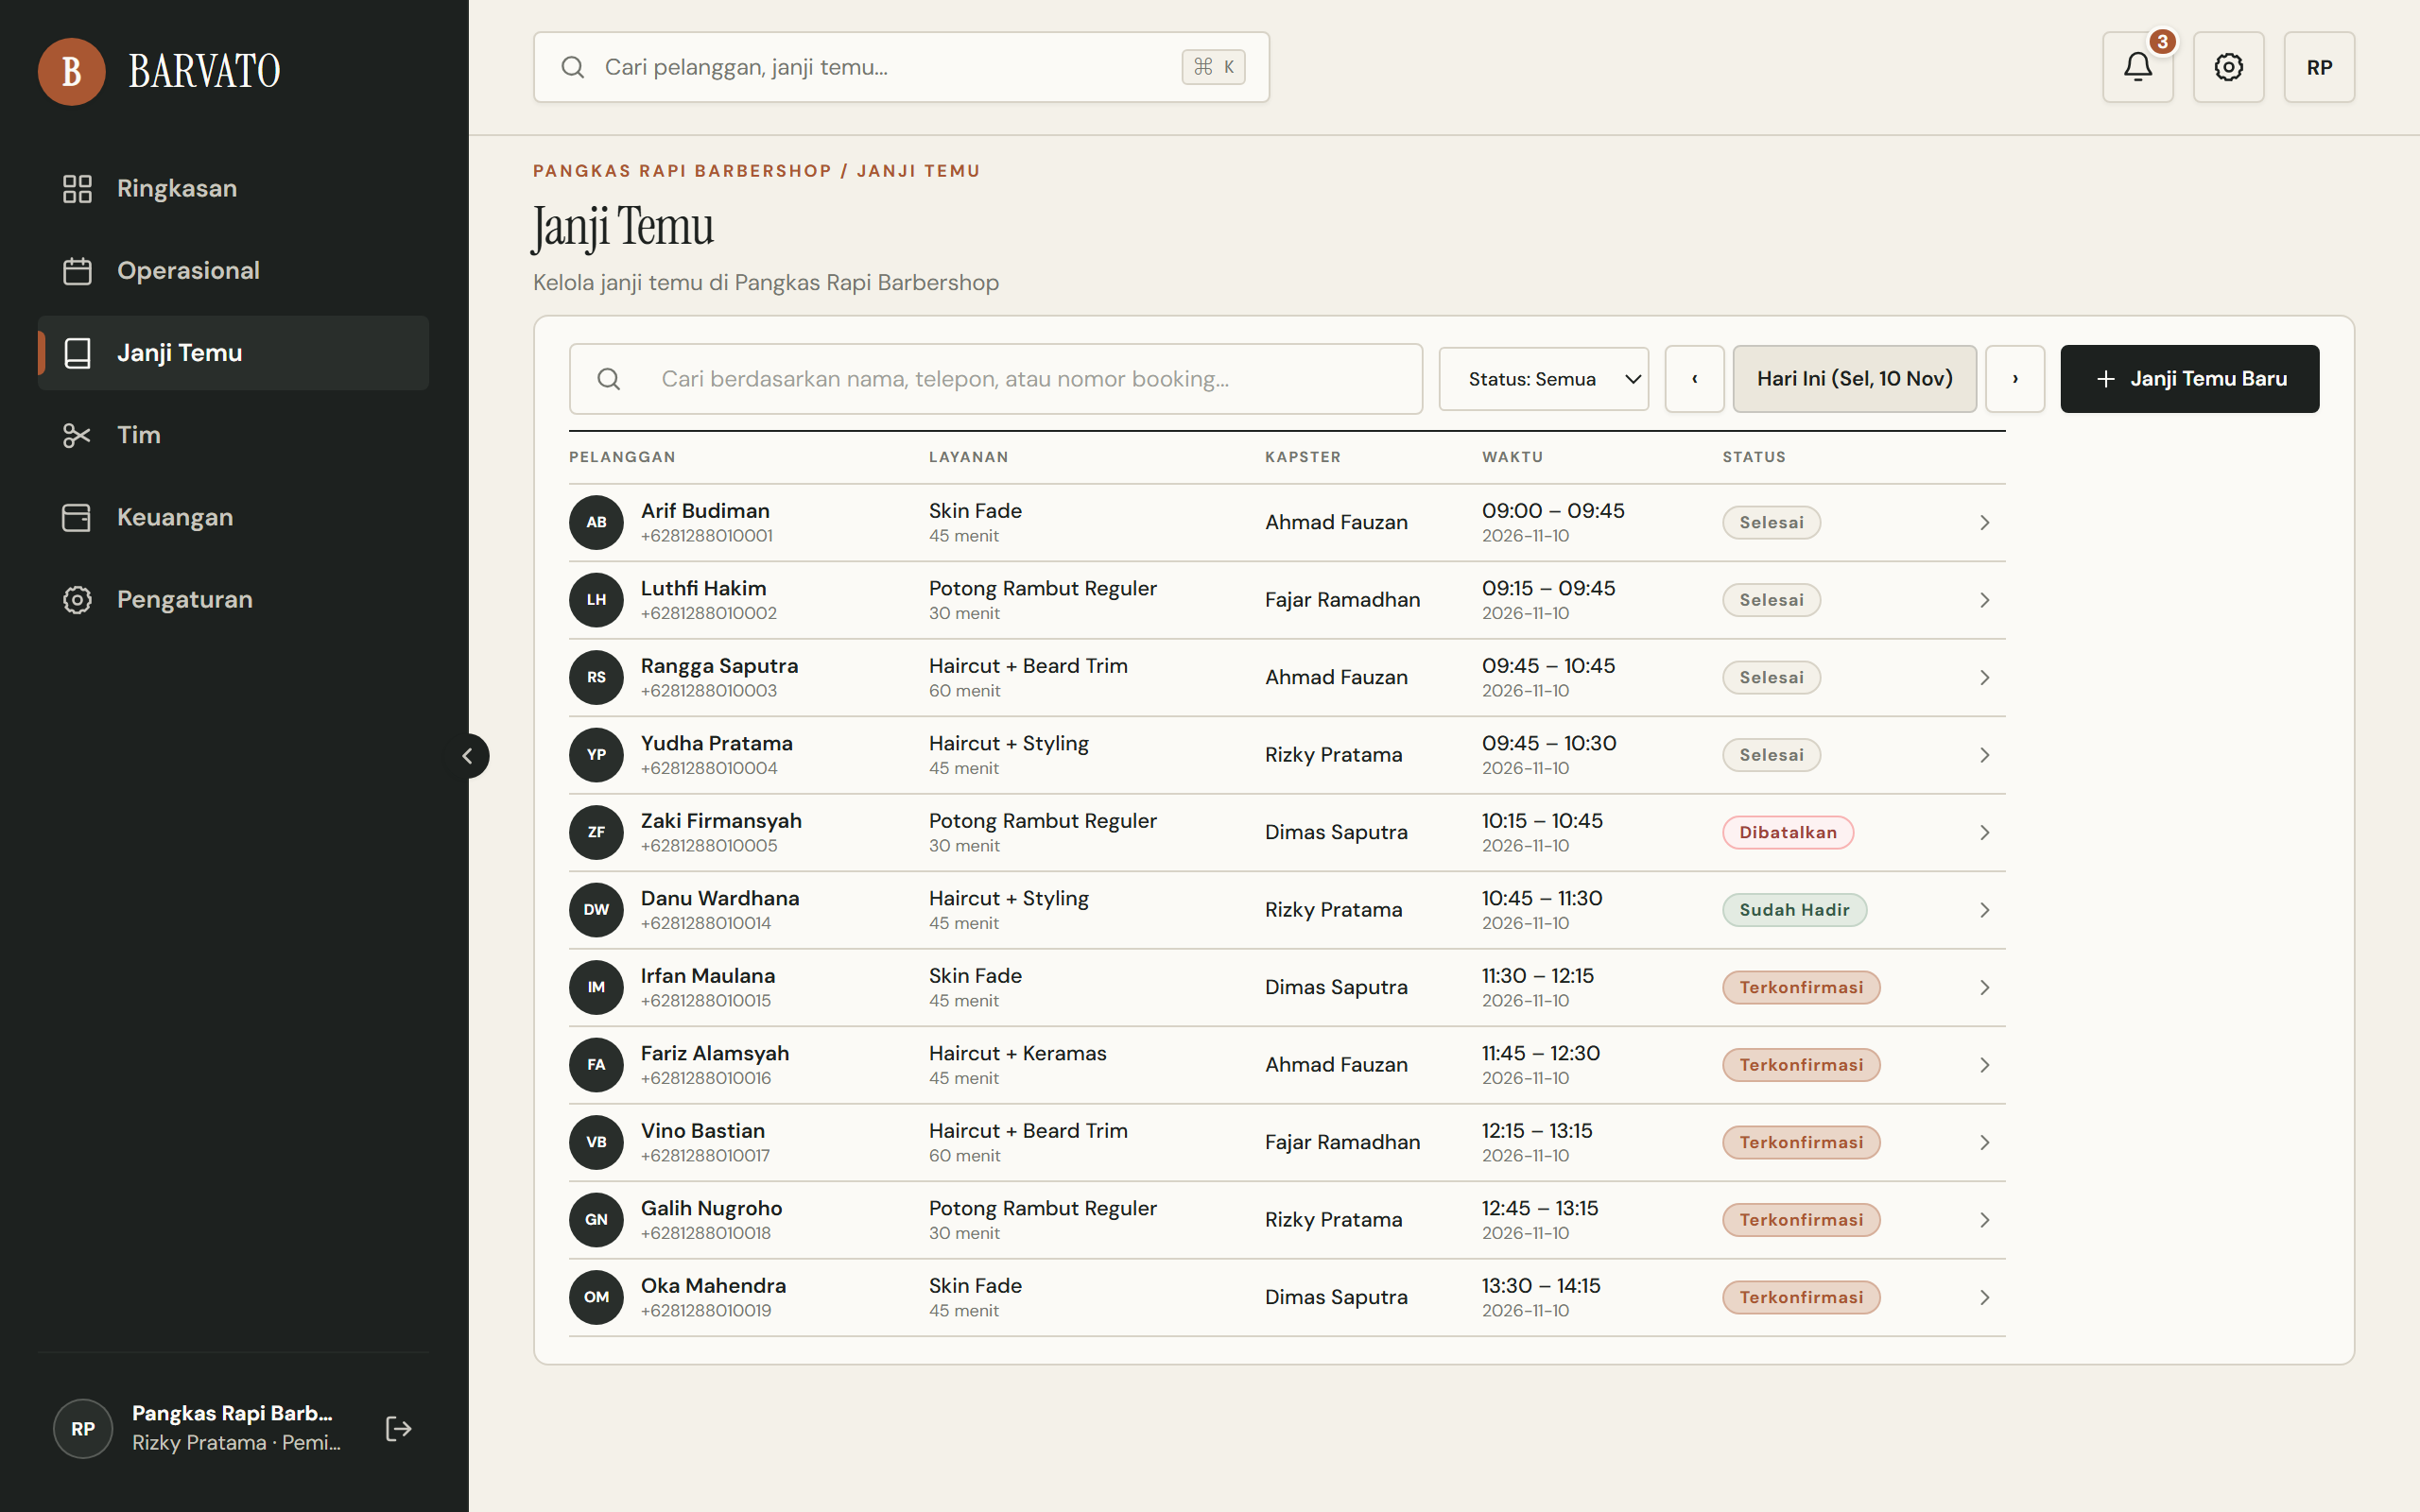 B BARVATO
Ringkasan
Operasional
Janji Temu
Tim
Keuangan
Pengaturan
RP
Pangkas Rapi Barb...
Rizky Pratama · Pemi...
Cari pelanggan, janji temu...
⌘ K
3
RP
PANGKAS RAPI BARBERSHOP / JANJI TEMU
Janji Temu
Kelola janji temu di Pangkas Rapi Barbershop
Cari berdasarkan nama, telepon, atau nomor booking...
Status: Semua
‹
Hari Ini (Sel, 10 Nov)
›
+ Janji Temu Baru
PELANGGAN LAYANAN KAPSTER WAKTU STATUS
AB Arif Budiman Skin Fade Ahmad Fauzan 09:00 – 09:45 Selesai
+6281288010001 45 menit 2026-11-10
LH Luthfi Hakim Potong Rambut Reguler Fajar Ramadhan 09:15 – 09:45 Selesai
+6281288010002 30 menit 2026-11-10
RS Rangga Saputra Haircut + Beard Trim Ahmad Fauzan 09:45 – 10:45 Selesai
+6281288010003 60 menit 2026-11-10
YP Yudha Pratama Haircut + Styling Rizky Pratama 09:45 – 10:30 Selesai
+6281288010004 45 menit 2026-11-10
ZF Zaki Firmansyah Potong Rambut Reguler Dimas Saputra 10:15 – 10:45 Dibatalkan
+6281288010005 30 menit 2026-11-10
DW Danu Wardhana Haircut + Styling Rizky Pratama 10:45 – 11:30 Sudah Hadir
+6281288010014 45 menit 2026-11-10
IM Irfan Maulana Skin Fade Dimas Saputra 11:30 – 12:15 Terkonfirmasi
+6281288010015 45 menit 2026-11-10
FA Fariz Alamsyah Haircut + Keramas Ahmad Fauzan 11:45 – 12:30 Terkonfirmasi
+6281288010016 45 menit 2026-11-10
VB Vino Bastian Haircut + Beard Trim Fajar Ramadhan 12:15 – 13:15 Terkonfirmasi
+6281288010017 60 menit 2026-11-10
GN Galih Nugroho Potong Rambut Reguler Rizky Pratama 12:45 – 13:15 Terkonfirmasi
+6281288010018 30 menit 2026-11-10
OM Oka Mahendra Skin Fade Dimas Saputra 13:30 – 14:15 Terkonfirmasi
+6281288010019 45 menit 2026-11-10